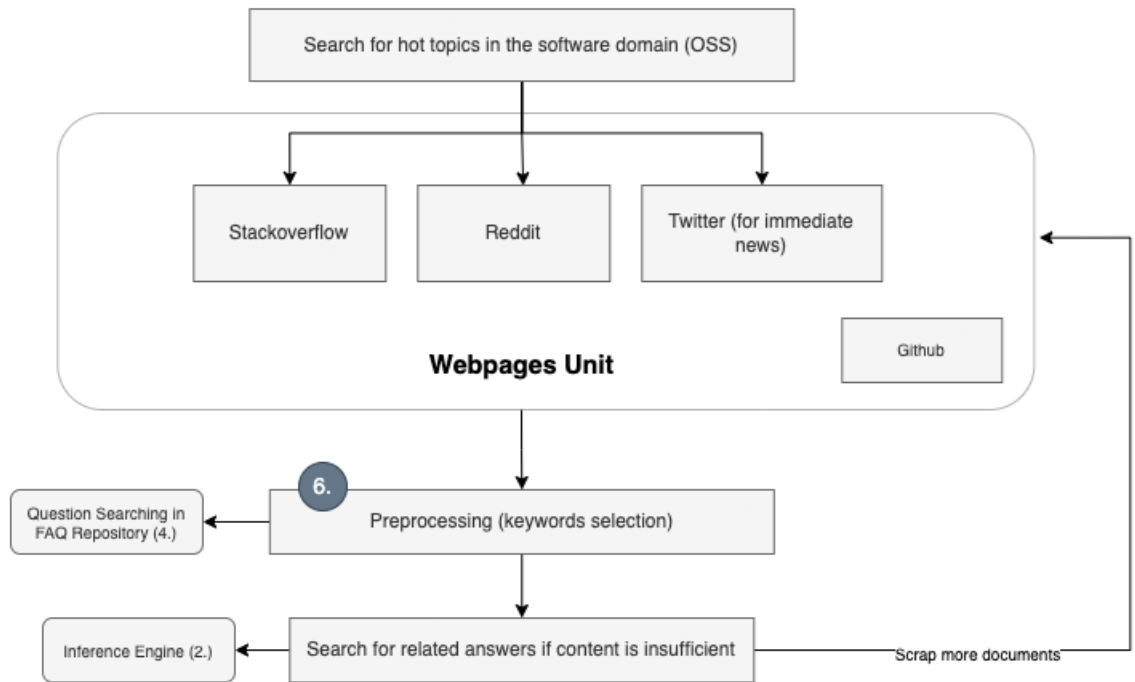 Search for hot topics in the software domain (OSS)
Stackoverflow
Reddit
Twitter (for immediate
news)
Github
Webpages Unit
6.
Preprocessing (keywords selection)
Question Searching in
FAQ Repository (4.)
Inference Engine (2.)
Search for related answers if content is insufficient
Scrap more documents